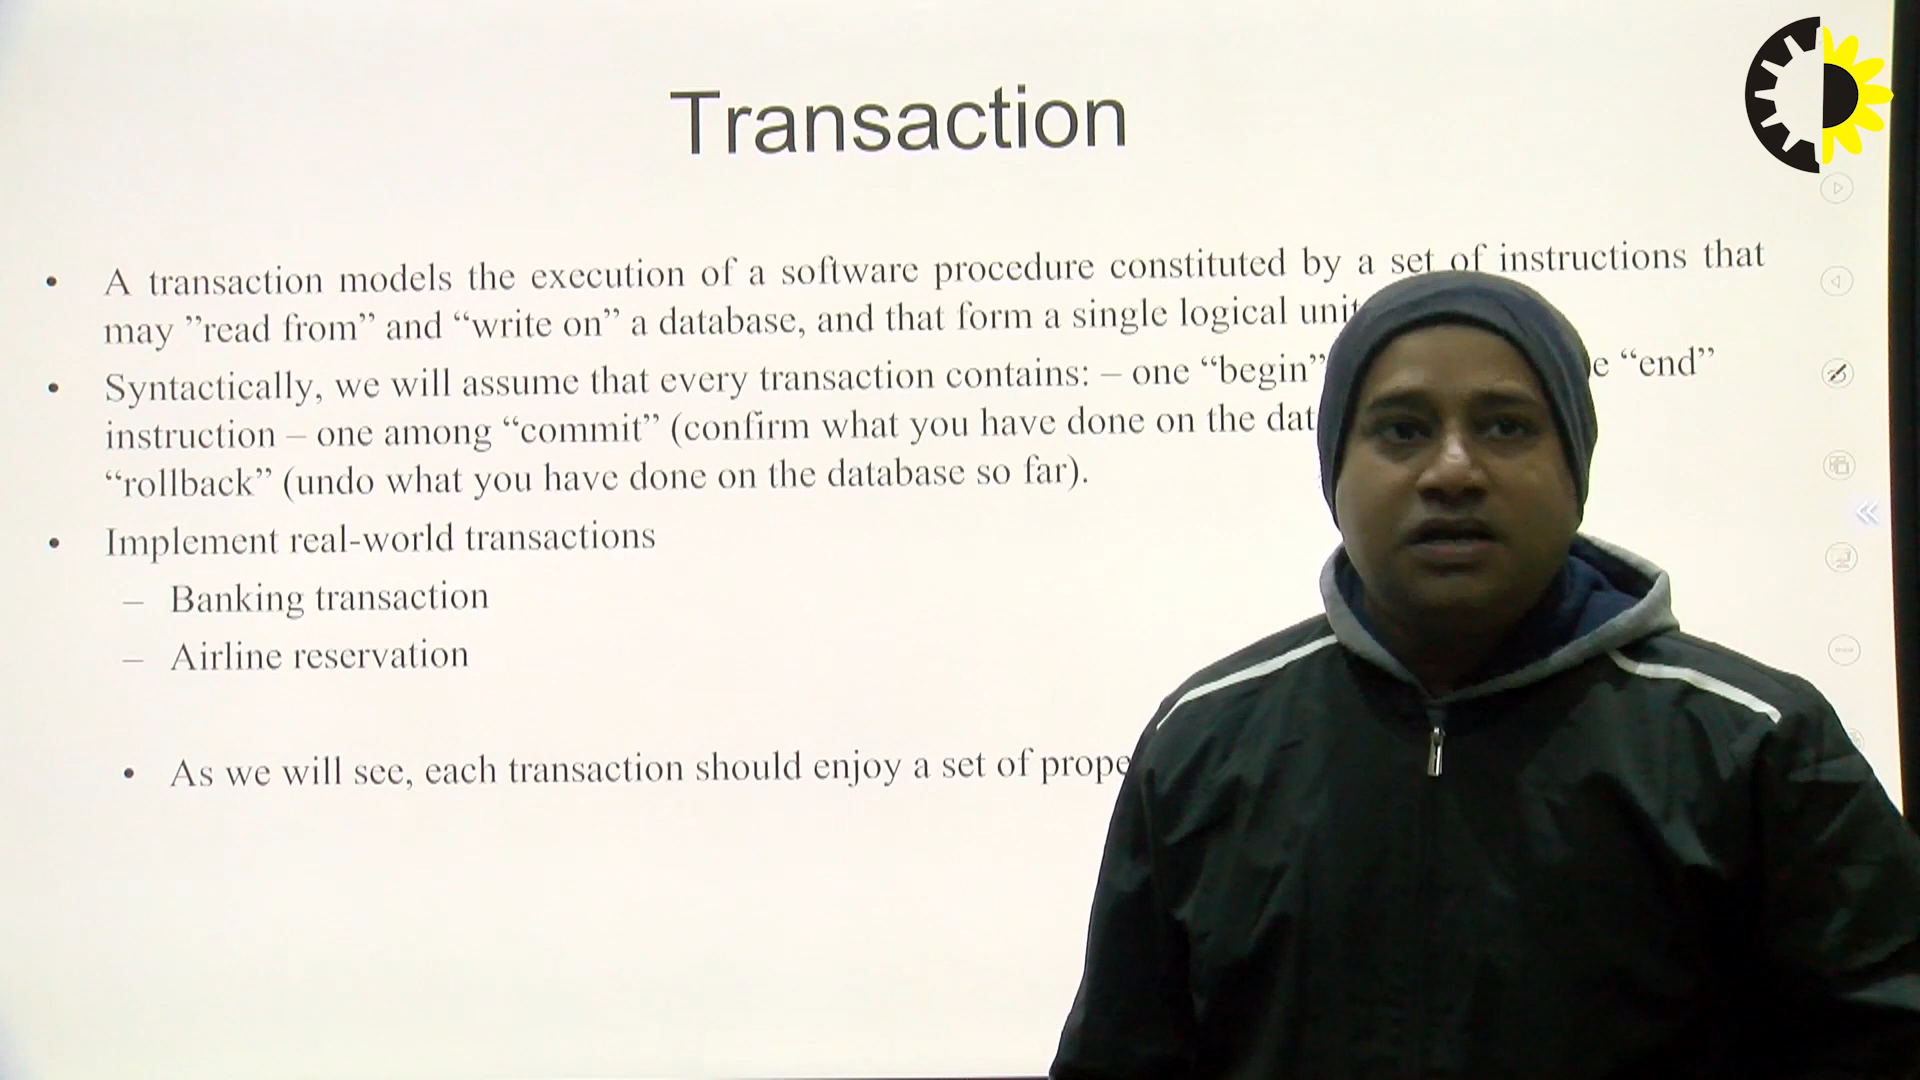 Transaction
• A transaction models the execution of a software procedure constituted by a set of instructions that
may ”read from” and “write on” a database, and that form a single logical unit
• Syntactically, we will assume that every transaction contains: – one “begin” “end”
instruction – one among “commit” (confirm what you have done on the
“rollback” (undo what you have done on the database so far).
• Implement real-world transactions
– Banking transaction
– Airline reservation
• As we will see, each transaction should enjoy a set of